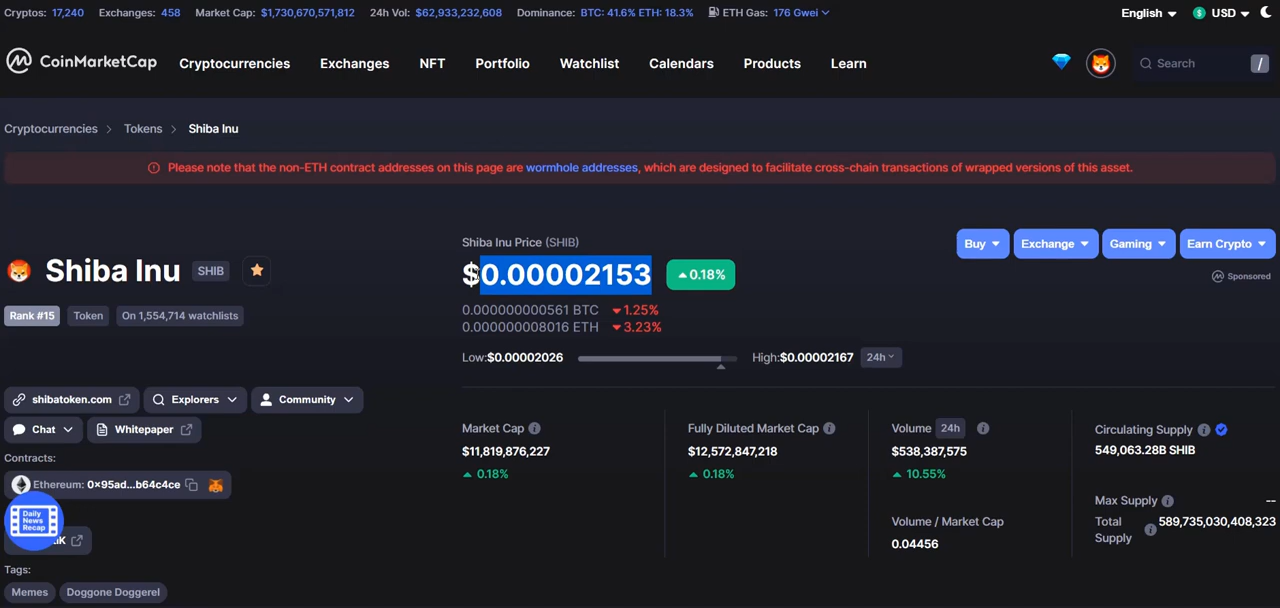 Cryptos: 17,240 Exchanges: 458 Market Cap: $1,730,670,571,812 24h Vol: $62,933,232,608 Dominance: BTC: 41.6% ETH: 18.3% ETH Gas: 176 Gwei English USD
CoinMarketCap Cryptocurrencies Exchanges NFT Portfolio Watchlist Calendars Products Learn Search /
Cryptocurrencies > Tokens > Shiba Inu
Please note that the non-ETH contract addresses on this page are wormhole addresses, which are designed to facilitate cross-chain transactions of wrapped versions of this asset.
Shiba Inu SHIB
Rank #15 Token On 1,554,714 watchlists
shibatoken.com Explorers Community
Chat Whitepaper
Contracts:
Ethereum: 0x95ad...b64c4ce
Daily
News
Recap
Tags:
Memes Doggone Doggerel
Shiba Inu Price (SHIB)
$0.00002153 0.18%
0.000000000561 BTC 1.25%
0.000000008016 ETH 3.23%
Low:$0.00002026 High:$0.00002167 24h
Buy Exchange Gaming Earn Crypto
Sponsored
Market Cap
$11,819,876,227
0.18%
Fully Diluted Market Cap
$12,572,847,218
0.18%
Volume 24h
$538,387,575
10.55%
Volume / Market Cap
0.04456
Circulating Supply
549,063.28B SHIB
Max Supply --
Total Supply 589,735,030,408,323